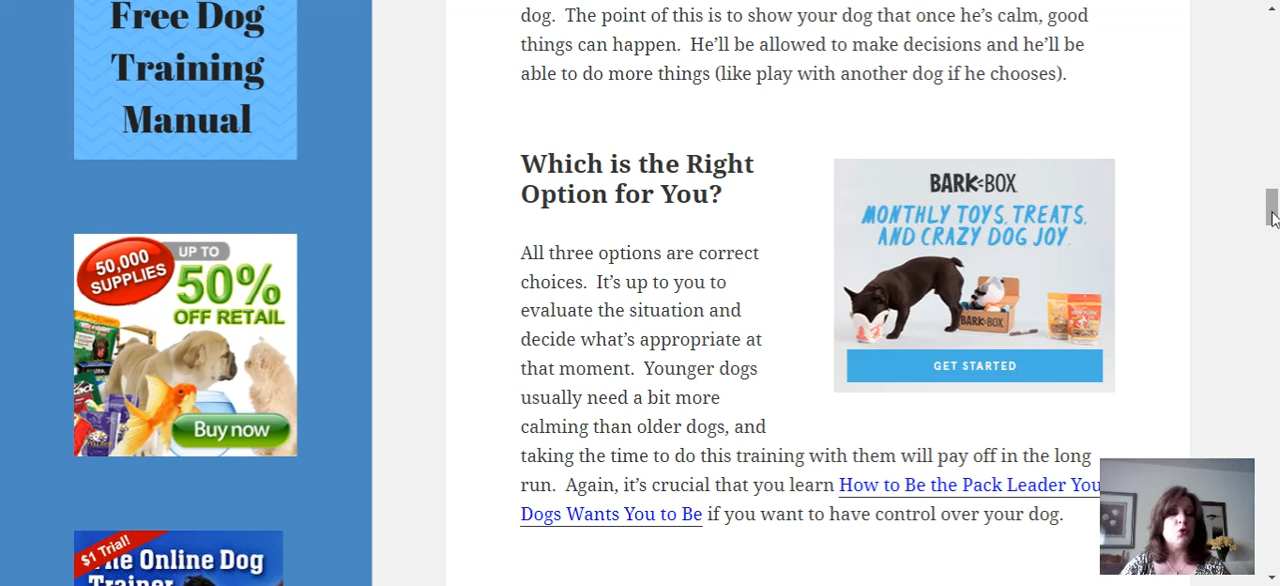 Free Dog
Training
Manual
50,000
SUPPLIES
UP TO
50%
OFF RETAIL
Buy now
$1 Trial!
The Online Dog
Trainer
dog.  The point of this is to show your dog that once he’s calm, good
things can happen.  He’ll be allowed to make decisions and he’ll be
able to do more things (like play with another dog if he chooses).
Which is the Right
Option for You?
BARK BOX
MONTHLY TOYS, TREATS,
AND CRAZY DOG JOY.
BARK BOX
GET STARTED
All three options are correct
choices.  It’s up to you to
evaluate the situation and
decide what’s appropriate at
that moment.  Younger dogs
usually need a bit more
calming than older dogs, and
taking the time to do this training with them will pay off in the long
run.  Again, it’s crucial that you learn How to Be the Pack Leader You
Dogs Wants You to Be if you want to have control over your dog.